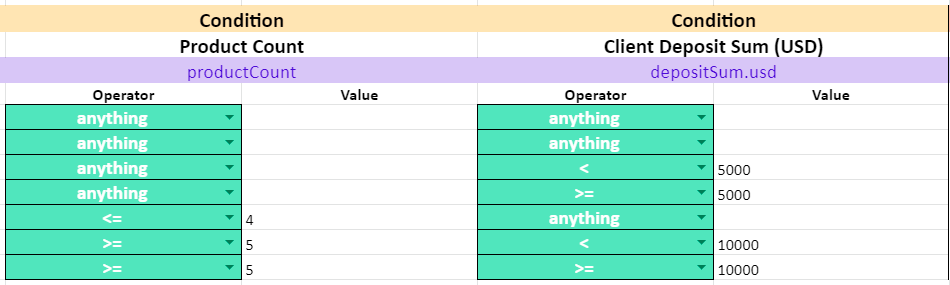 Condition Condition
Product Count Client Deposit Sum (USD)
productCount depositSum.usd
Operator Value Operator Value
anything anything
anything anything
anything < 5000
anything >= 5000
<= 4 anything
>= 5 < 10000
>= 5 >= 10000